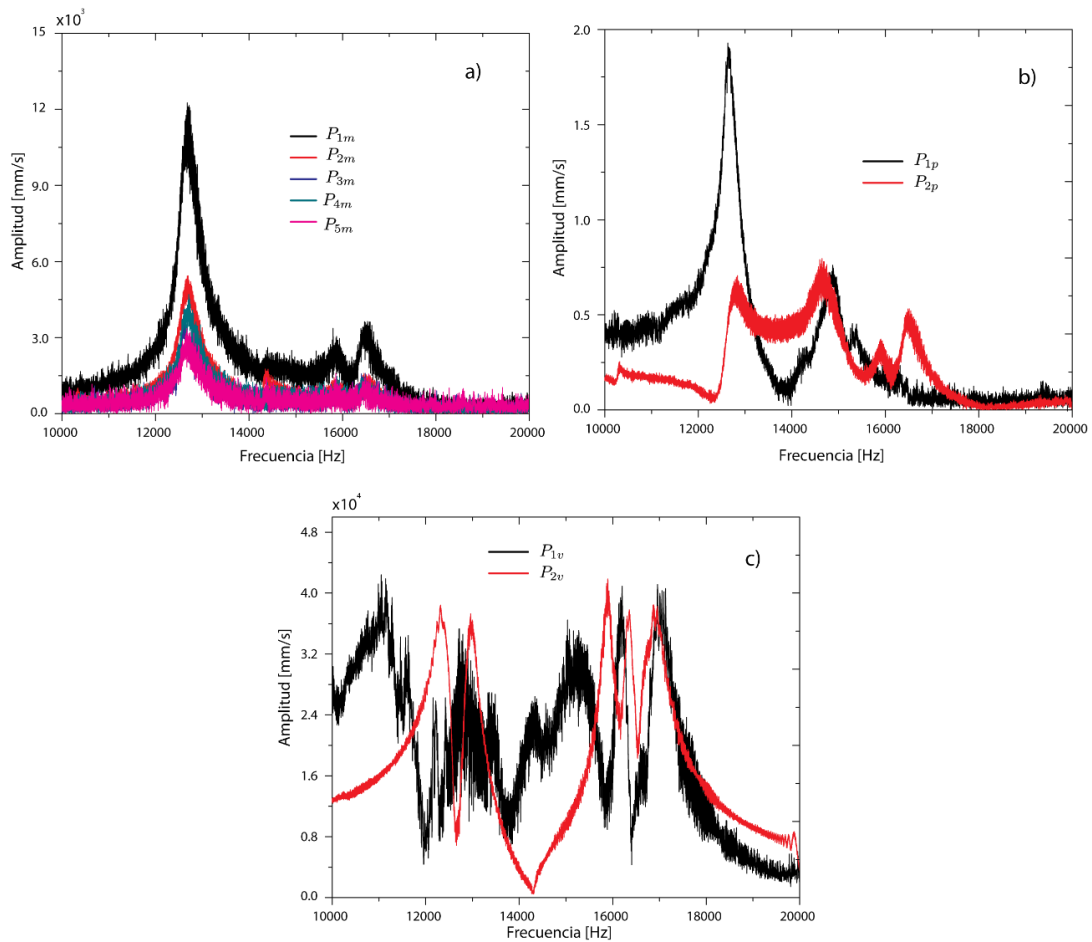 x10³
15
12
9.0
6.0
3.0
0.0
Amplitud [mm/s]
a)
P₁ₘ
P₂ₘ
P₃ₘ
P₄ₘ
P₅ₘ
10000 12000 14000 16000 18000 20000
Frecuencia [Hz]
2.0
1.5
1.0
0.5
0.0
Amplitud [mm/s]
b)
P₁ₚ
P₂ₚ
10000 12000 14000 16000 18000 20000
Frecuencia [Hz]
x10⁴
4.8
4.0
3.2
2.4
1.6
0.8
0.0
Amplitud [mm/s]
c)
P₁ᵥ
P₂ᵥ
10000 12000 14000 16000 18000 20000
Frecuencia [Hz]